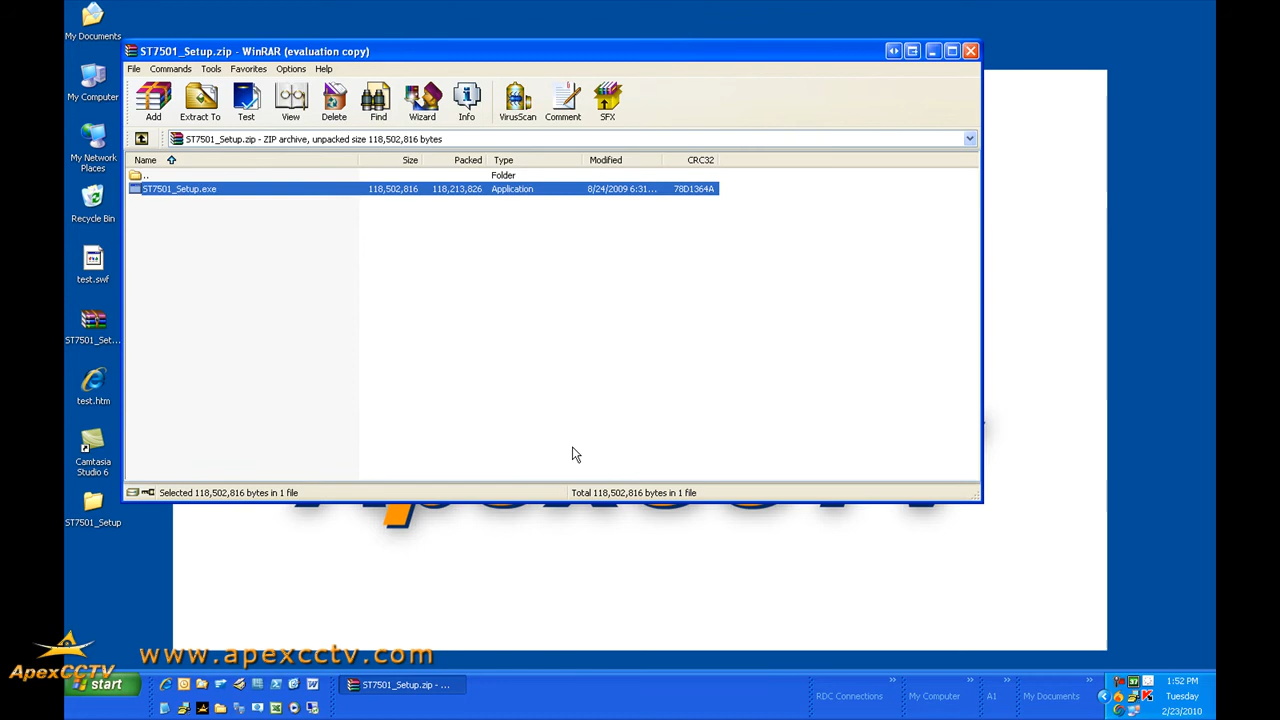 My Documents
My Computer
My Network
Places
Recycle Bin
test.swf
ST7501_Set...
test.htm
Camtasia
Studio 6
ST7501_Setup
ST7501_Setup.zip - WinRAR (evaluation copy)
File Commands Tools Favorites Options Help
Add Extract To Test View Delete Find Wizard Info VirusScan Comment SFX
ST7501_Setup.zip - ZIP archive, unpacked size 118,502,816 bytes
Name Size Packed Type Modified CRC32
.. Folder
ST7501_Setup.exe 118,502,816 118,213,826 Application 8/24/2009 6:31... 78D1364A
Selected 118,502,816 bytes in 1 file Total 118,502,816 bytes in 1 file
www.apexcctv.com
ApexCCTV
start
ST7501_Setup.zip - ...
RDC Connections
My Computer
A1
My Documents
1:52 PM
Tuesday
2/23/2010